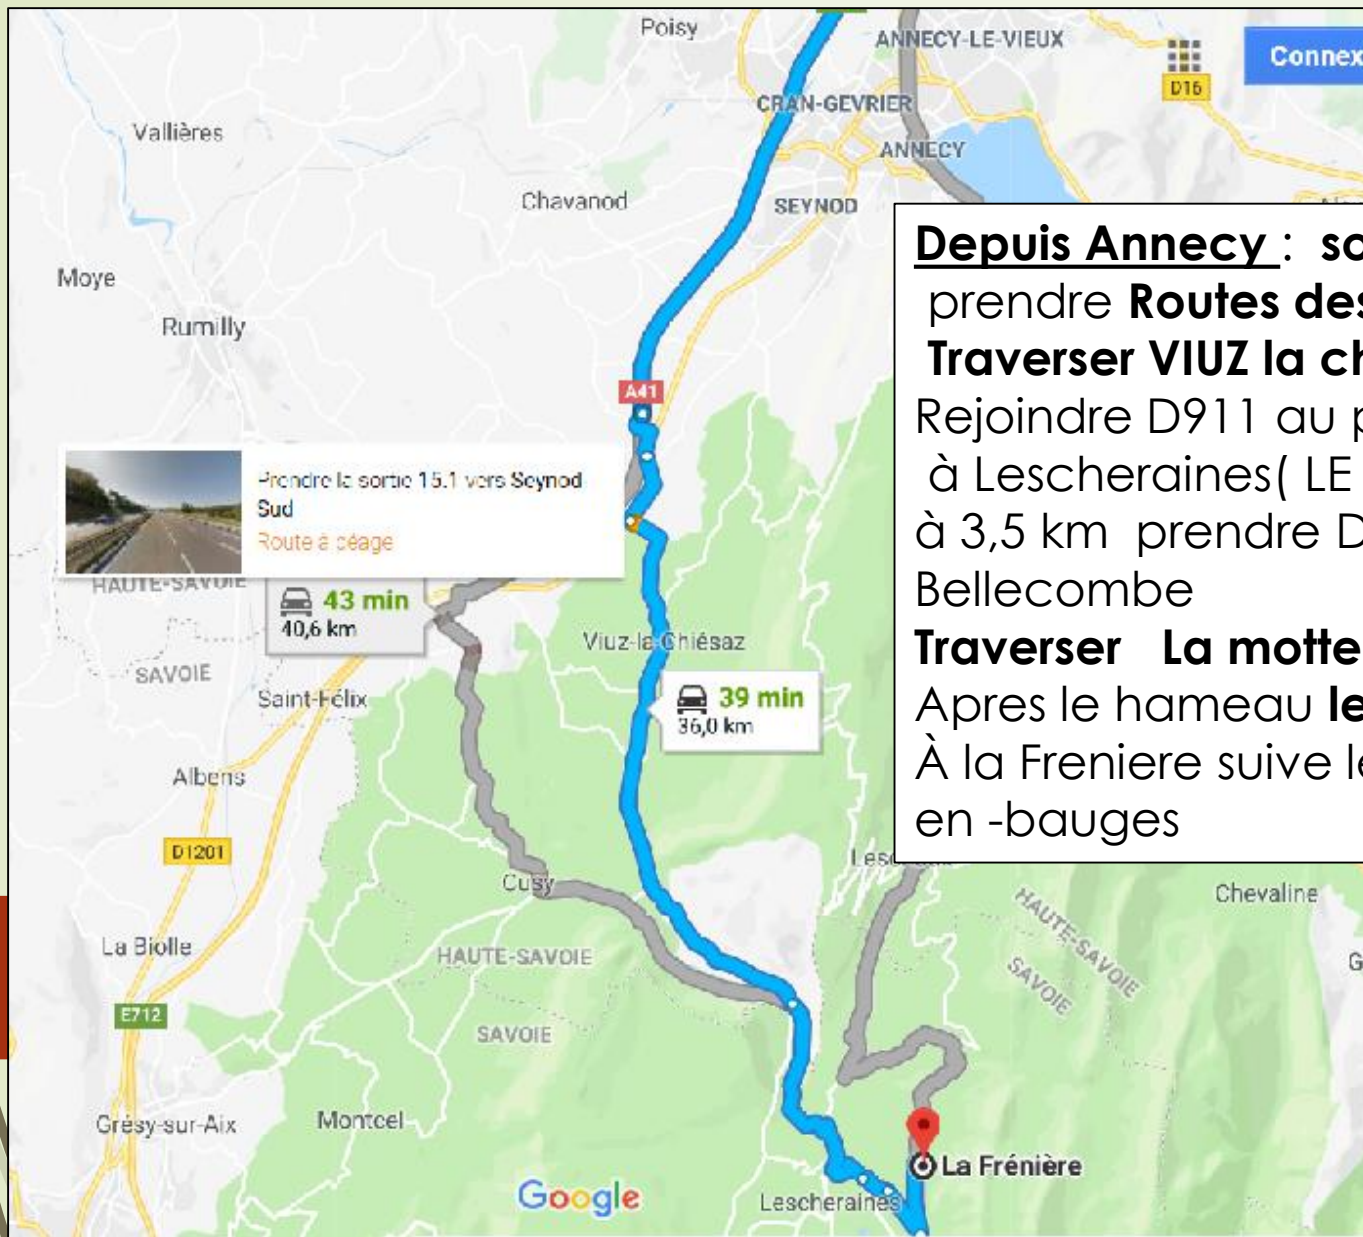 Poisy
ANNECY-LE-VIEUX
Connex
D16
CRAN-GEVRIER
Vallières
ANNECY
Chavanod
SEYNOD
Depuis Annecy : so
prendre Routes des
Traverser VIUZ la ch
Rejoindre D911 au p
à Lescheraines( LE
à 3,5 km prendre D
Bellecombe
Traverser La motte
Apres le hameau le
À la Freniere suive le
en -bauges
Moye
Rumilly
A41
Prendre la sortie 15.1 vers Seynod
Sud
Route à péage
HAUTE-SAVOIE
43 min
40,6 km
Viuz-la-Chiésaz
SAVOIE
Saint-Félix
39 min
36,0 km
Albens
D1201
Cusy
Chevaline
La Biolle
HAUTE-SAVOIE
HAUTE-SAVOIE
SAVOIE
G
E712
SAVOIE
Grésy-sur-Aix
Montcel
La Frénière
Google
Lescheraines